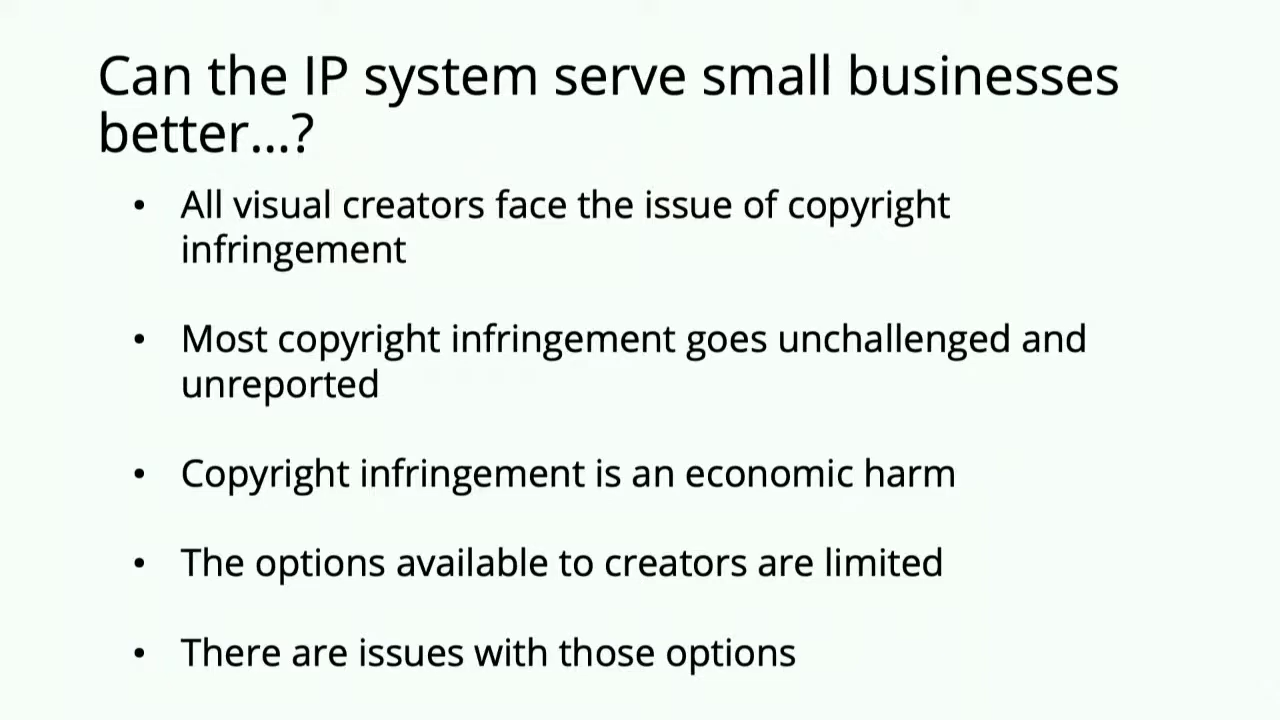 Can the IP system serve small businesses
better...?
• All visual creators face the issue of copyright
infringement
• Most copyright infringement goes unchallenged and
unreported
• Copyright infringement is an economic harm
• The options available to creators are limited
• There are issues with those options